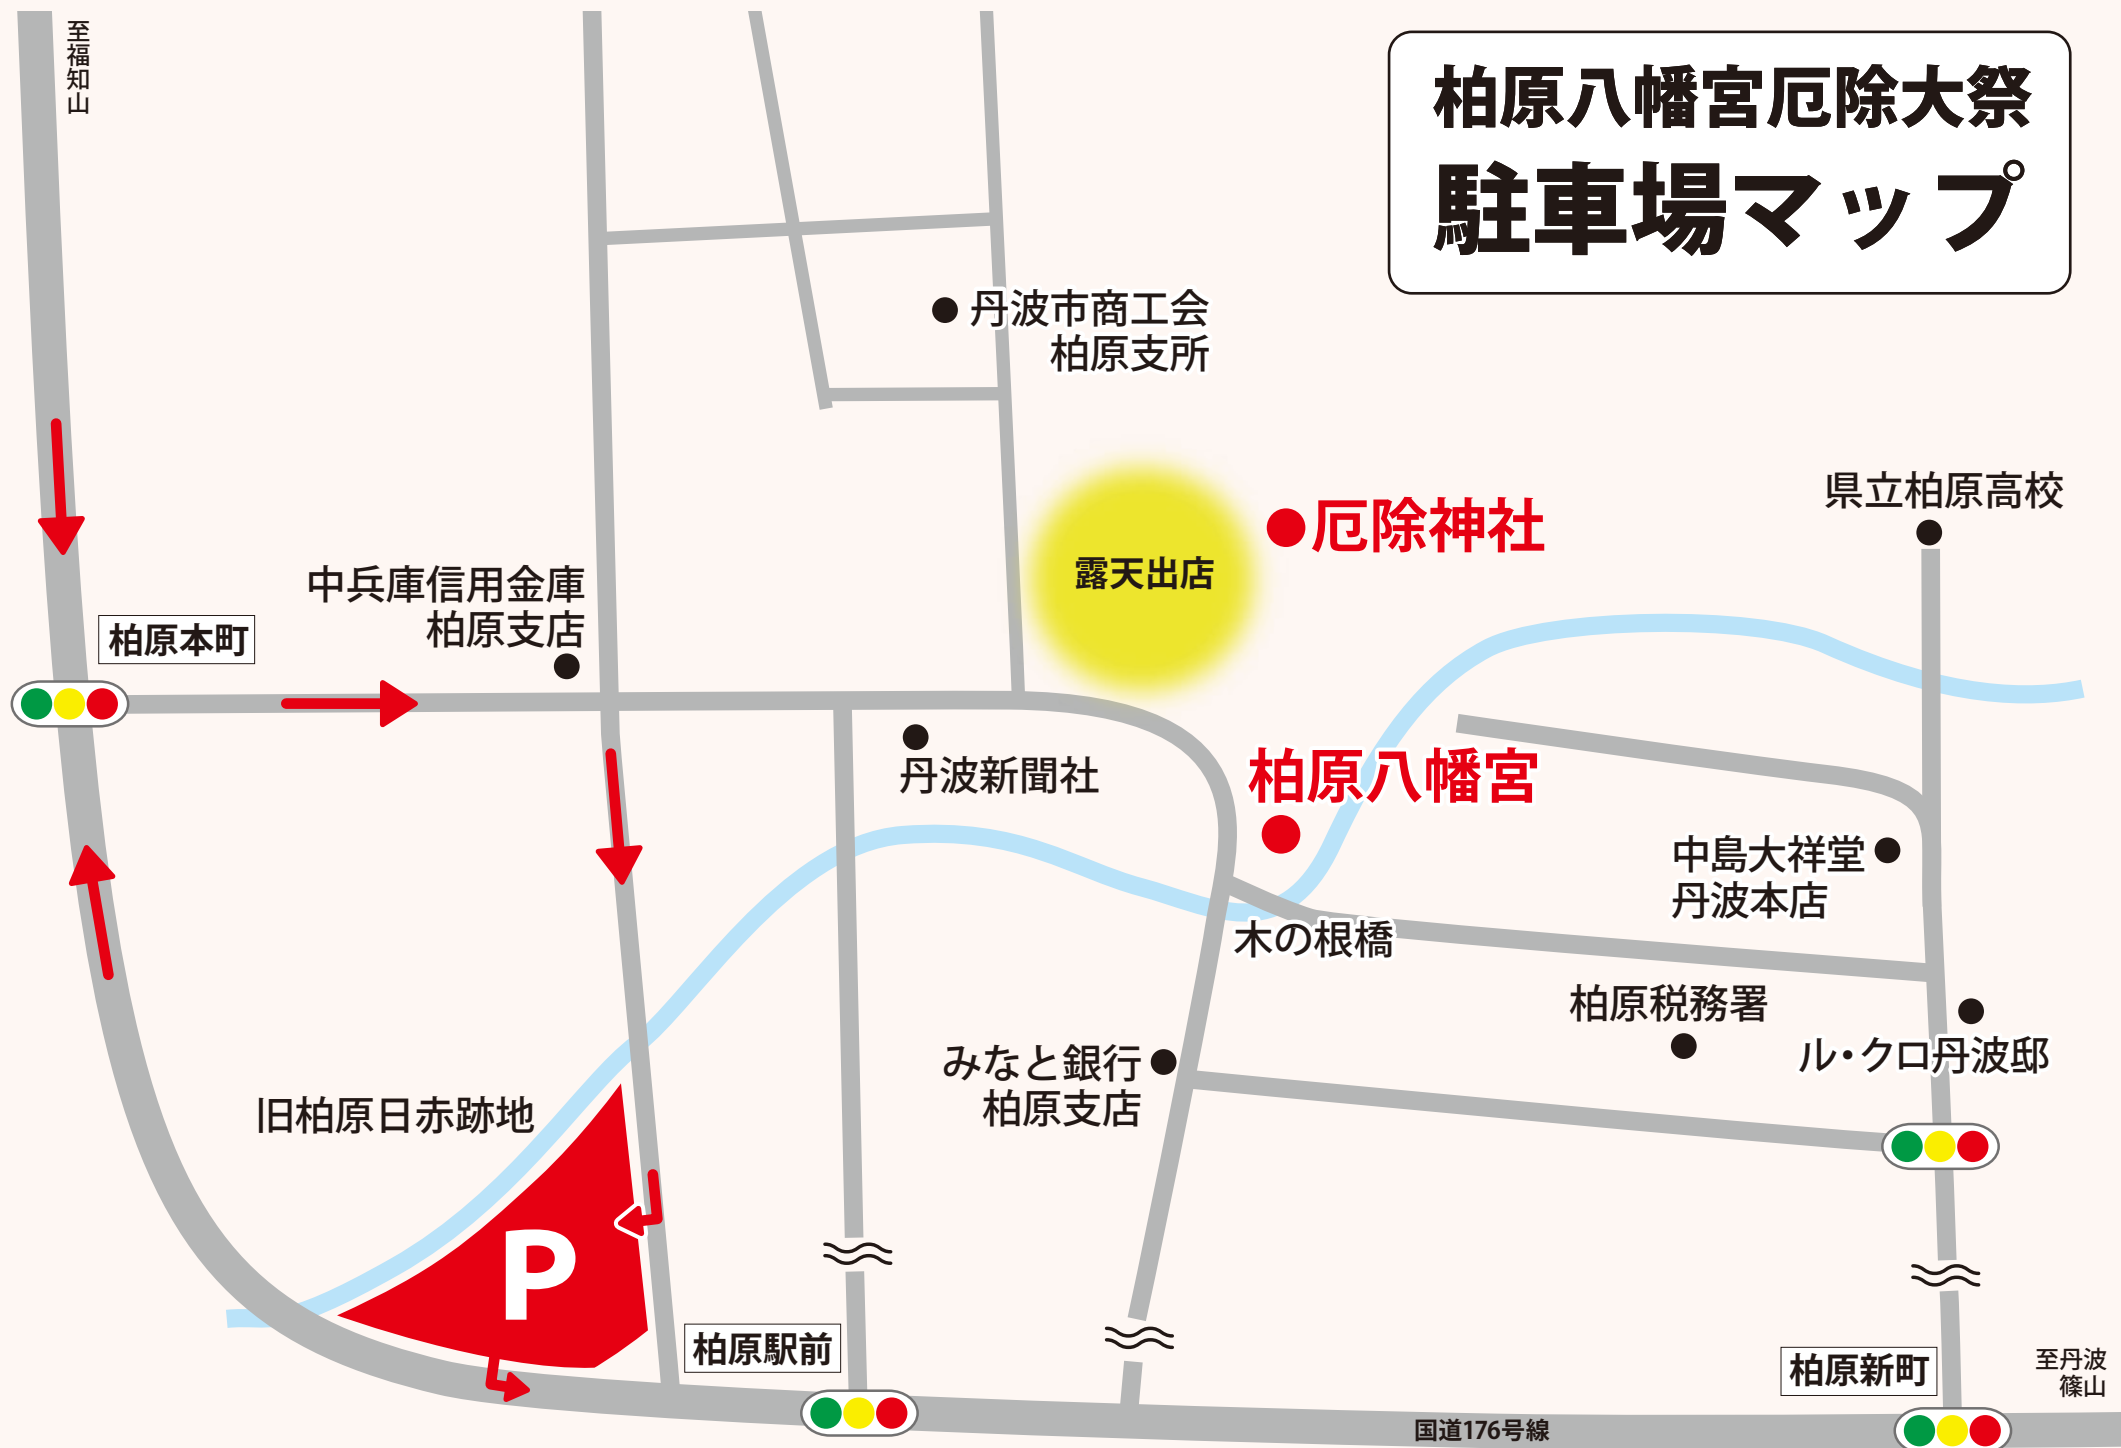 柏原八幡宮厄除大祭
駐車場マップ
至福知山
丹波市商工会
柏原支所
厄除神社
露天出店
県立柏原高校
中兵庫信用金庫
柏原支店
柏原本町
丹波新聞社
柏原八幡宮
中島大祥堂
丹波本店
木の根橋
柏原税務署
ル・クロ丹波邸
みなと銀行
柏原支店
旧柏原日赤跡地
P
柏原駅前
柏原新町
至丹波
篠山
国道176号線